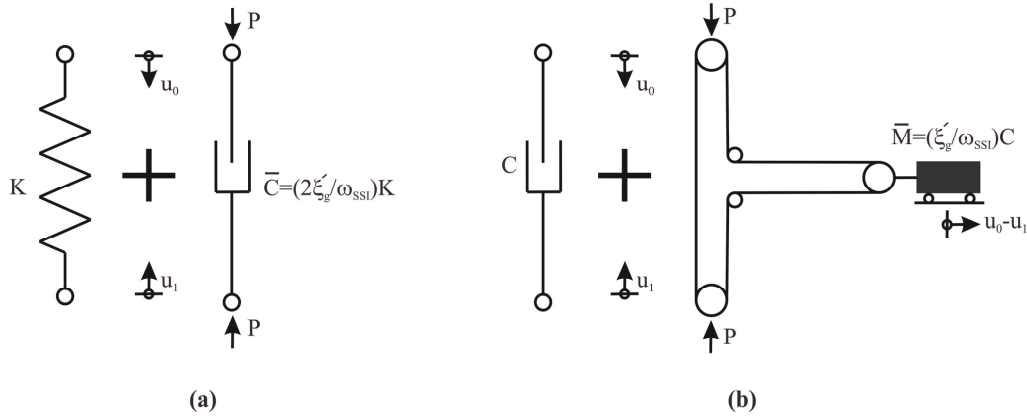 P
u₀
K
C̄=(2ξ′g/ωSSI)K
u₁
P
(a)
P
u₀
C
M̄=(ξ′g/ωSSI)C
u₀-u₁
u₁
P
(b)